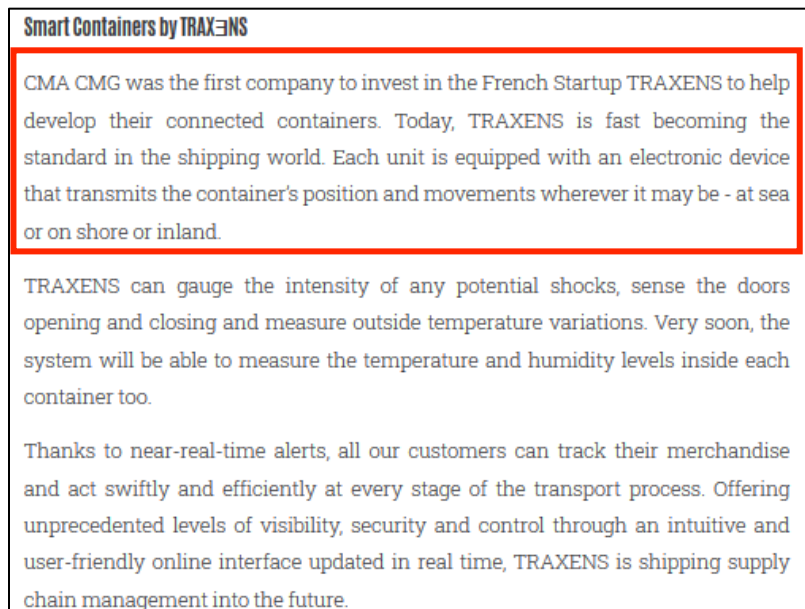 Smart Containers by TRAXƎNS
CMA CMG was the first company to invest in the French Startup TRAXENS to help
develop their connected containers. Today, TRAXENS is fast becoming the
standard in the shipping world. Each unit is equipped with an electronic device
that transmits the container's position and movements wherever it may be - at sea
or on shore or inland.
TRAXENS can gauge the intensity of any potential shocks, sense the doors
opening and closing and measure outside temperature variations. Very soon, the
system will be able to measure the temperature and humidity levels inside each
container too.
Thanks to near-real-time alerts, all our customers can track their merchandise
and act swiftly and efficiently at every stage of the transport process. Offering
unprecedented levels of visibility, security and control through an intuitive and
user-friendly online interface updated in real time, TRAXENS is shipping supply
chain management into the future.